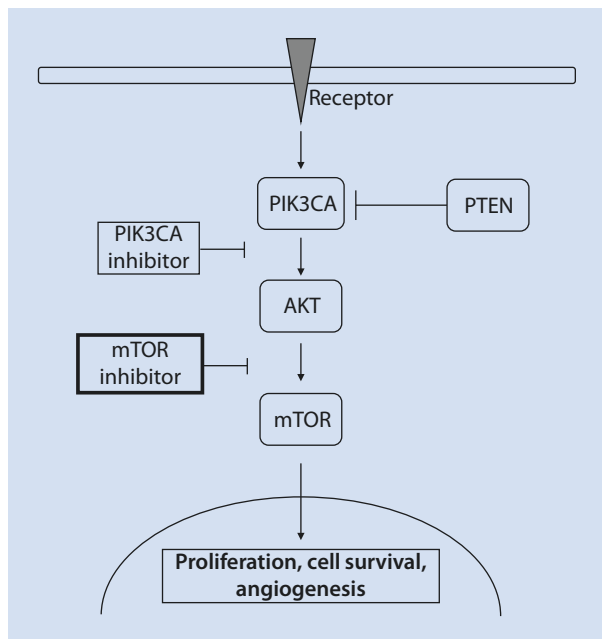 Receptor
PIK3CA
PTEN
PIK3CA
inhibitor
AKT
mTOR
inhibitor
mTOR
Proliferation, cell survival,
angiogenesis